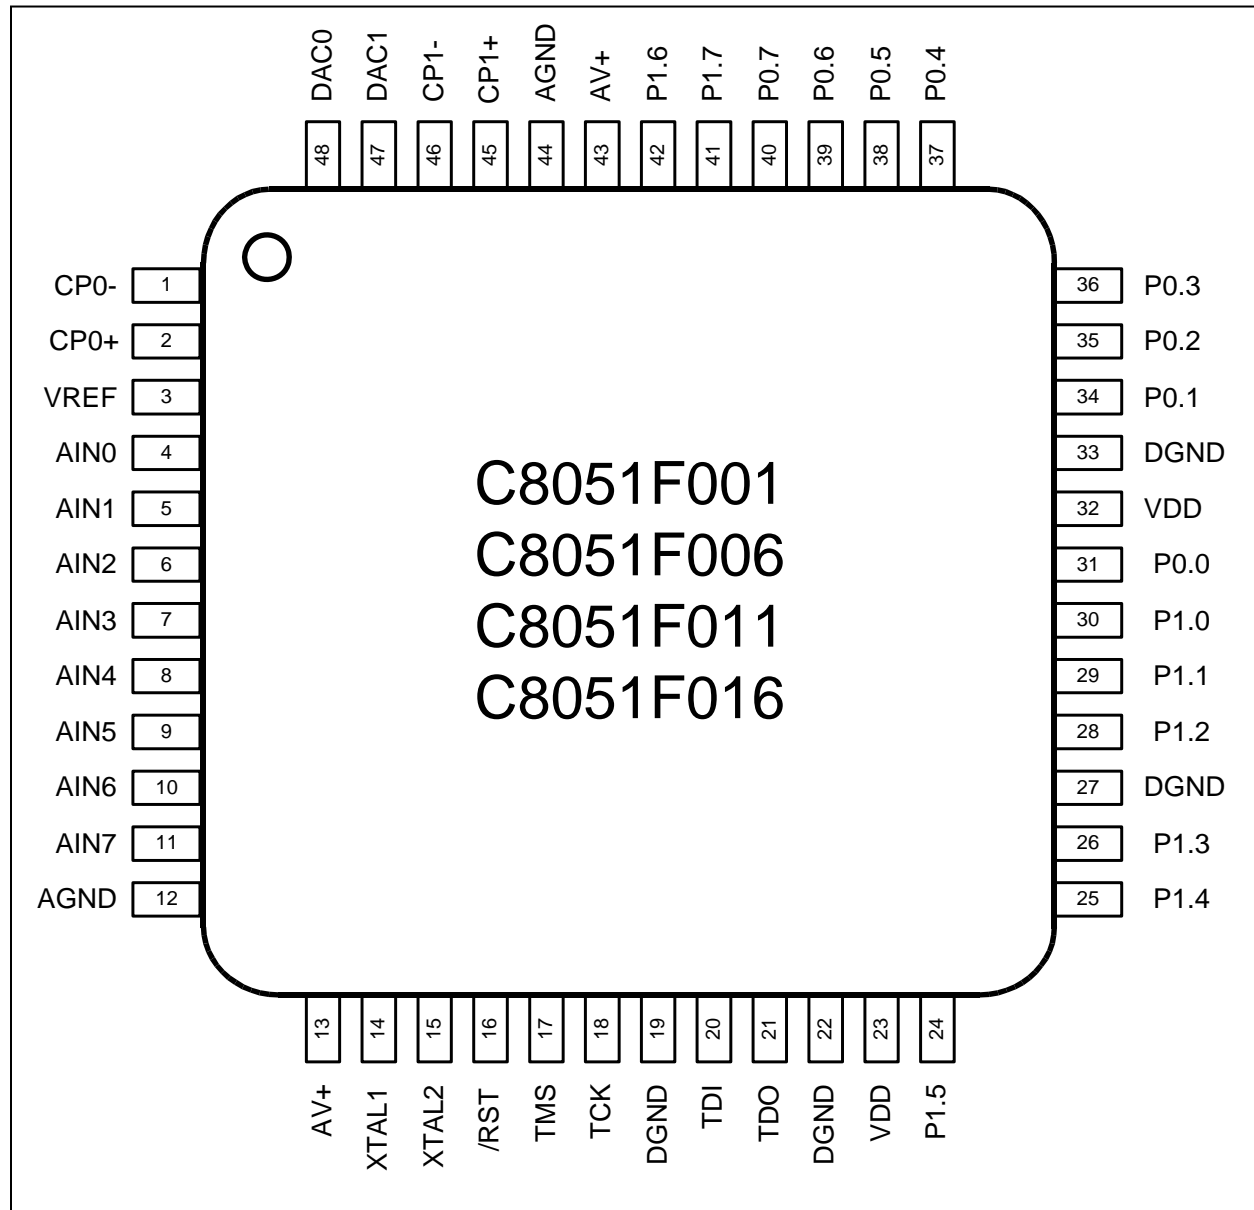 DAC0 DAC1 CP1- CP1+ AGND AV+ P1.6 P1.7 P0.7 P0.6 P0.5 P0.4
48 47 46 45 44 43 42 41 40 39 38 37
CP0- 1
CP0+ 2
VREF 3
AIN0 4
AIN1 5
AIN2 6
AIN3 7
AIN4 8
AIN5 9
AIN6 10
AIN7 11
AGND 12
C8051F001
C8051F006
C8051F011
C8051F016
36 P0.3
35 P0.2
34 P0.1
33 DGND
32 VDD
31 P0.0
30 P1.0
29 P1.1
28 P1.2
27 DGND
26 P1.3
25 P1.4
13 14 15 16 17 18 19 20 21 22 23 24
AV+ XTAL1 XTAL2 /RST TMS TCK DGND TDI TDO DGND VDD P1.5